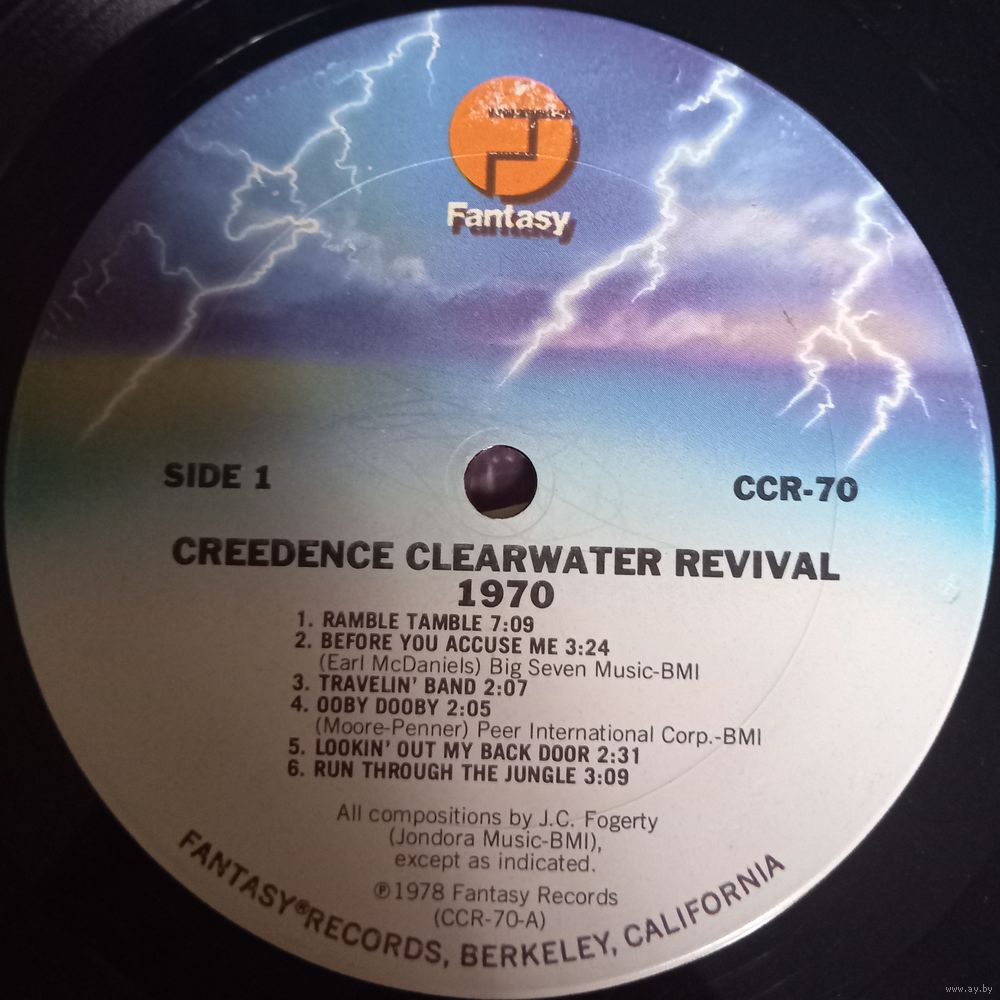 Fantasy
SIDE 1
CCR-70
CREEDENCE CLEARWATER REVIVAL
1970
1. RAMBLE TAMBLE 7:09
2. BEFORE YOU ACCUSE ME 3:24
(Earl McDaniels) Big Seven Music-BMI
3. TRAVELIN' BAND 2:07
4. OOBY DOOBY 2:05
(Moore-Penner) Peer International Corp.-BMI
5. LOOKIN' OUT MY BACK DOOR 2:31
6. RUN THROUGH THE JUNGLE 3:09
All compositions by J.C. Fogerty
(Jondora Music-BMI),
except as indicated.
℗1978 Fantasy Records
(CCR-70-A)
FANTASY® RECORDS, BERKELEY, CALIFORNIA
www.ay.by